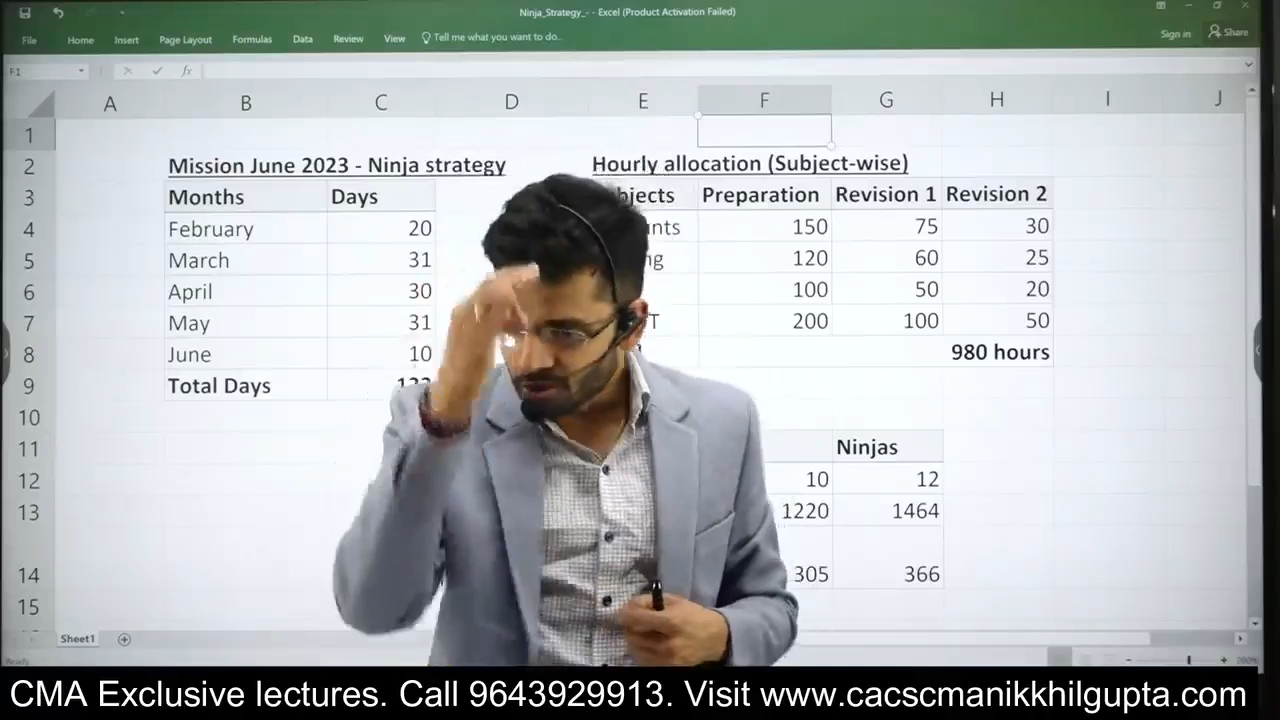 Ninja_Strategy_- - Excel (Product Activation Failed)
File Home Insert Page Layout Formulas Data Review View Tell me what you want to do... Sign in Share
F1 fx
A B C D E F G H I J
1
2 Mission June 2023 - Ninja strategy Hourly allocation (Subject-wise)
3 Months Days Preparation Revision 1 Revision 2
4 February 20 150 75 30
5 March 31 120 60 25
6 April 30 100 50 20
7 May 31 200 100 50
8 June 10 980 hours
9 Total Days
10
11 Ninjas
12 10 12
13 1220 1464
14 305 366
15
Sheet1
CMA Exclusive lectures. Call 9643929913. Visit www.cacscmanikkhilgupta.com